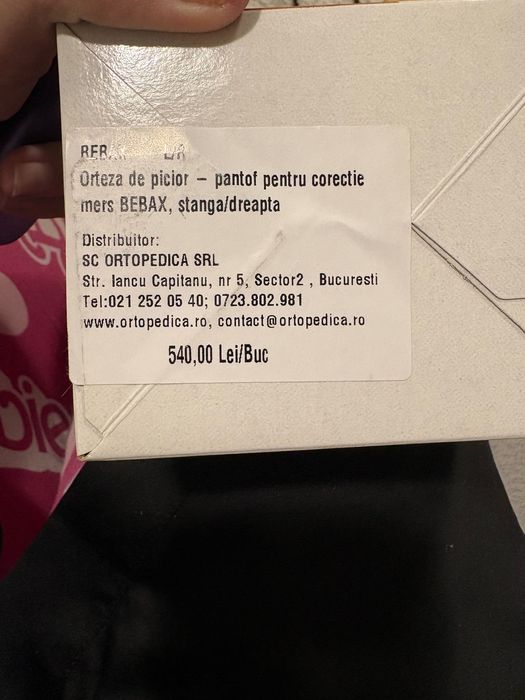 L/R
Orteza de picior – pantof pentru corectie
mers BEBAX, stanga/dreapta
Distribuitor:
SC ORTOPEDICA SRL
Str. Iancu Capitanu, nr 5, Sector2 , Bucuresti
Tel:021 252 05 40; 0723.802.981
www.ortopedica.ro, contact@ortopedica.ro
540,00 Lei/Buc